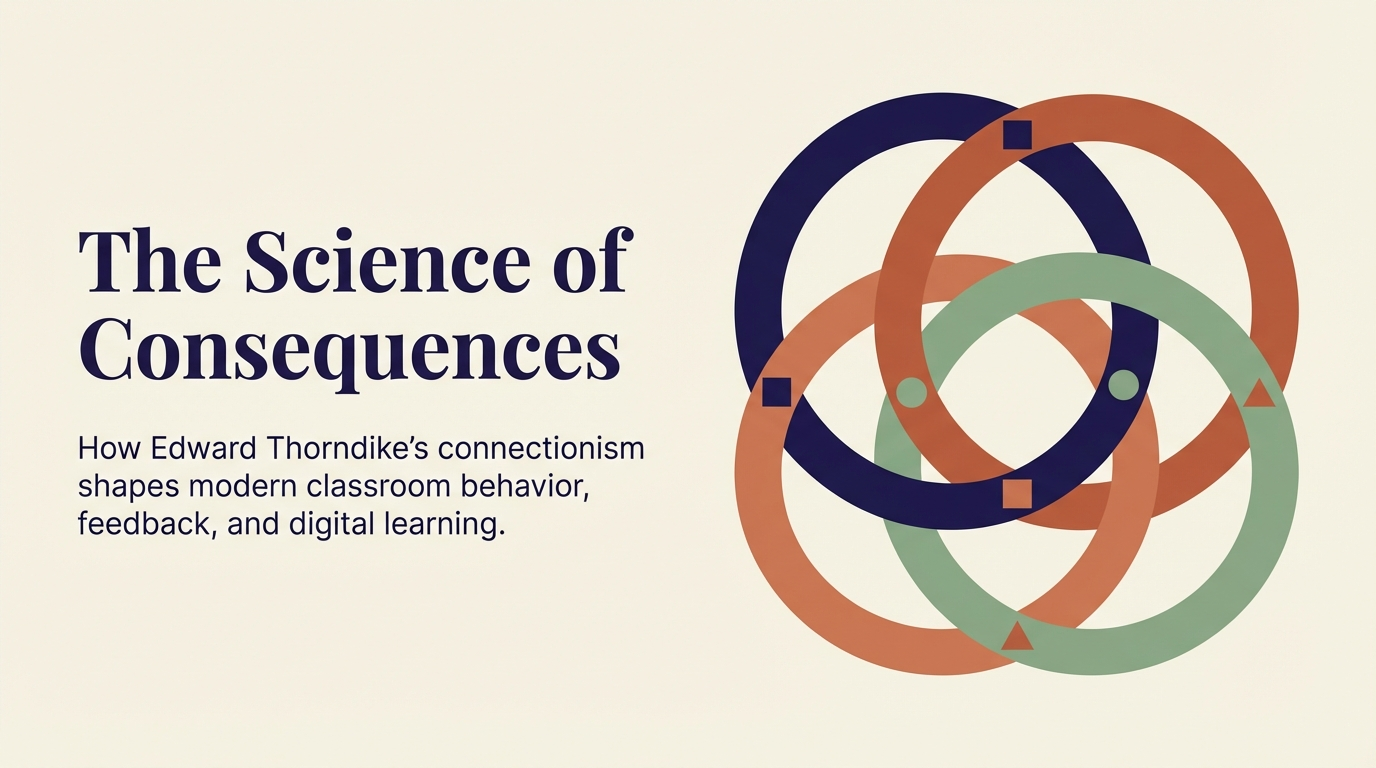 The Science of
Consequences
How Edward Thorndike’s connectionism
shapes modern classroom behavior,
feedback, and digital learning.